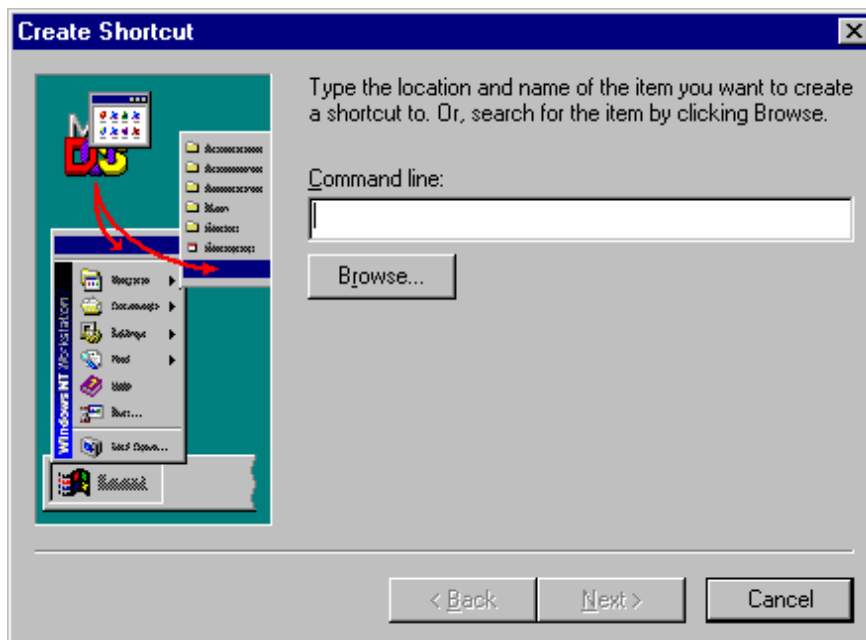 Create Shortcut
Type the location and name of the item you want to create
a shortcut to. Or, search for the item by clicking Browse.
Command line:
Browse...
Windows NT Workstation
< Back
Next >
Cancel